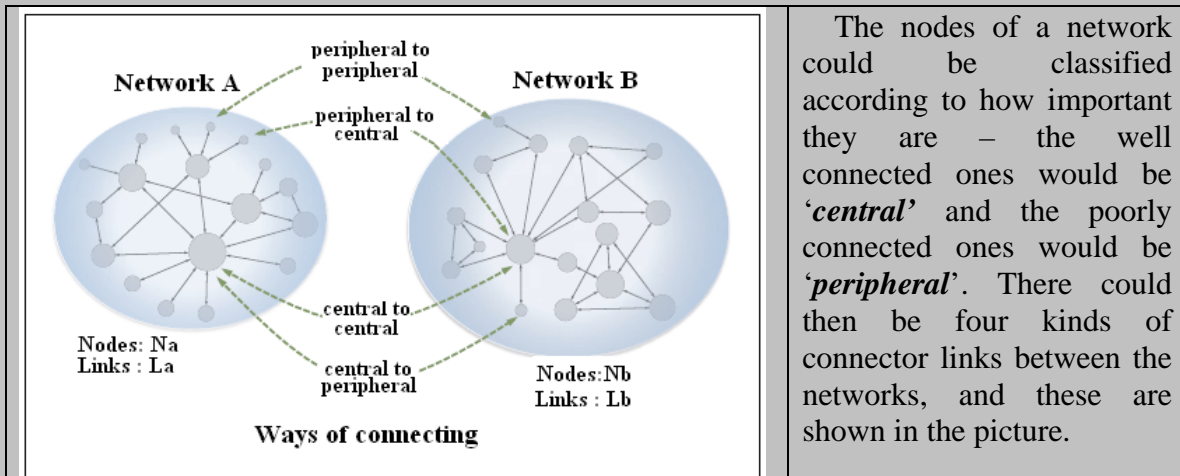 peripheral to
peripheral
Network A
Network B
peripheral to
central
central to
central
central to
peripheral
Nodes: Na
Links : La
Nodes:Nb
Links : Lb
Ways of connecting
The nodes of a network
could be classified
according to how important
they are – the well
connected ones would be
‘central’ and the poorly
connected ones would be
‘peripheral’. There could
then be four kinds of
connector links between the
networks, and these are
shown in the picture.